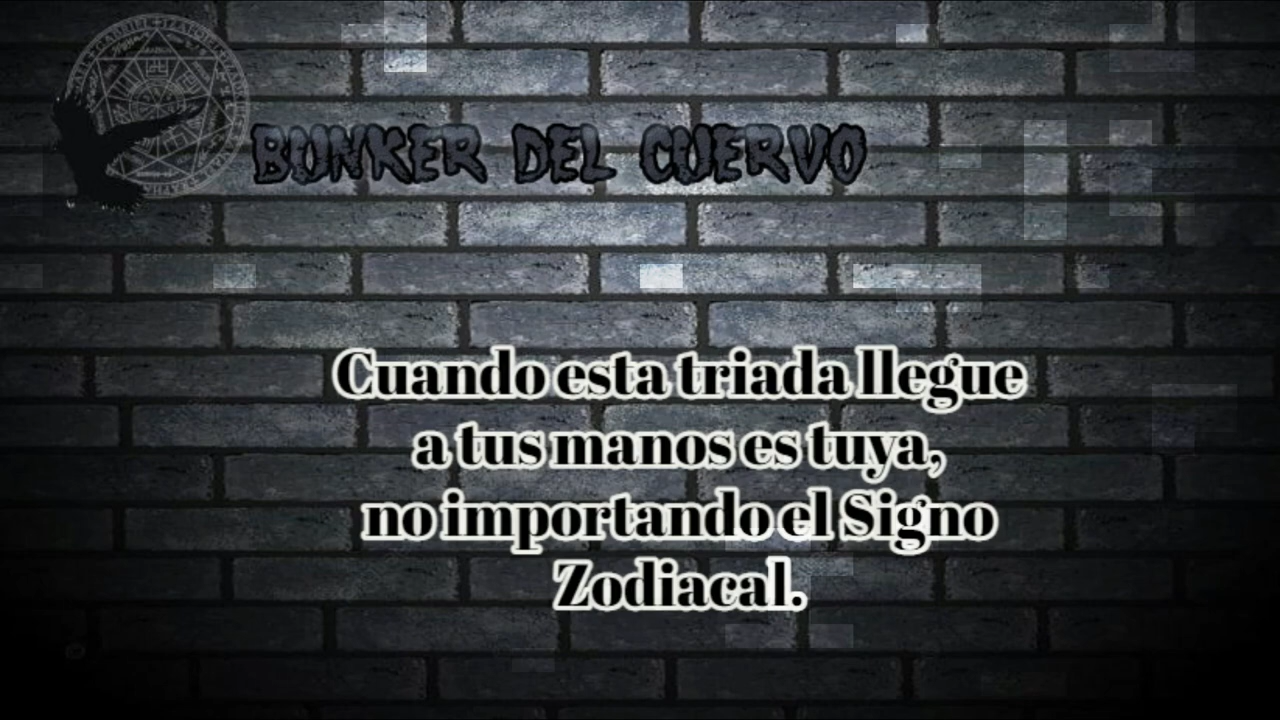 BUNKER DEL CUERVO
Cuando esta triada llegue
a tus manos es tuya,
no importando el Signo
Zodiacal.